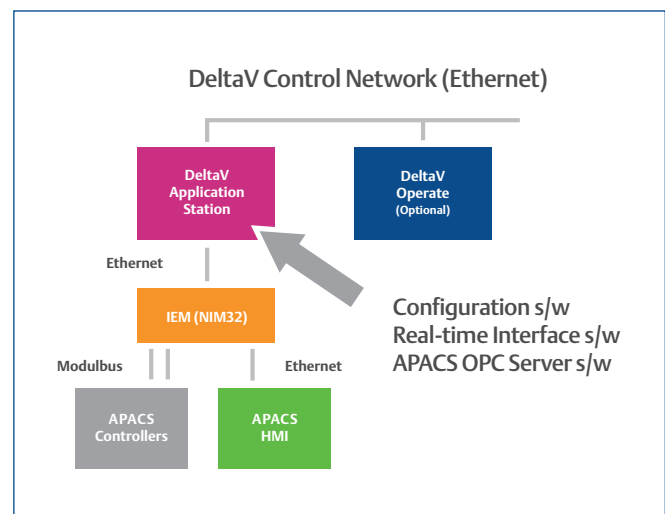 DeltaV Control Network (Ethernet)
DeltaV
Application
Station
DeltaV
Operate
(Optional)
Ethernet
IEM (NIM32)
Configuration s/w
Real-time Interface s/w
APACS OPC Server s/w
Modulbus
Ethernet
APACS
Controllers
APACS
HMI